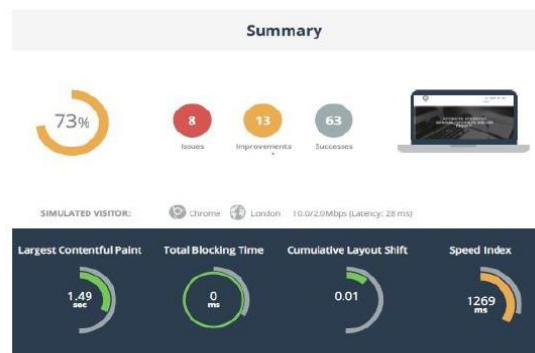 Summary
73%
8
13
63
Issues
Improvements
Successes
SIMULATED VISITOR:
Chrome
London
10.0/2.0Mbps (Latency: 28 ms)
Largest Contentful Paint
Total Blocking Time
Cumulative Layout Shift
Speed Index
1.49
sec
0
ms
0.01
1269
ms